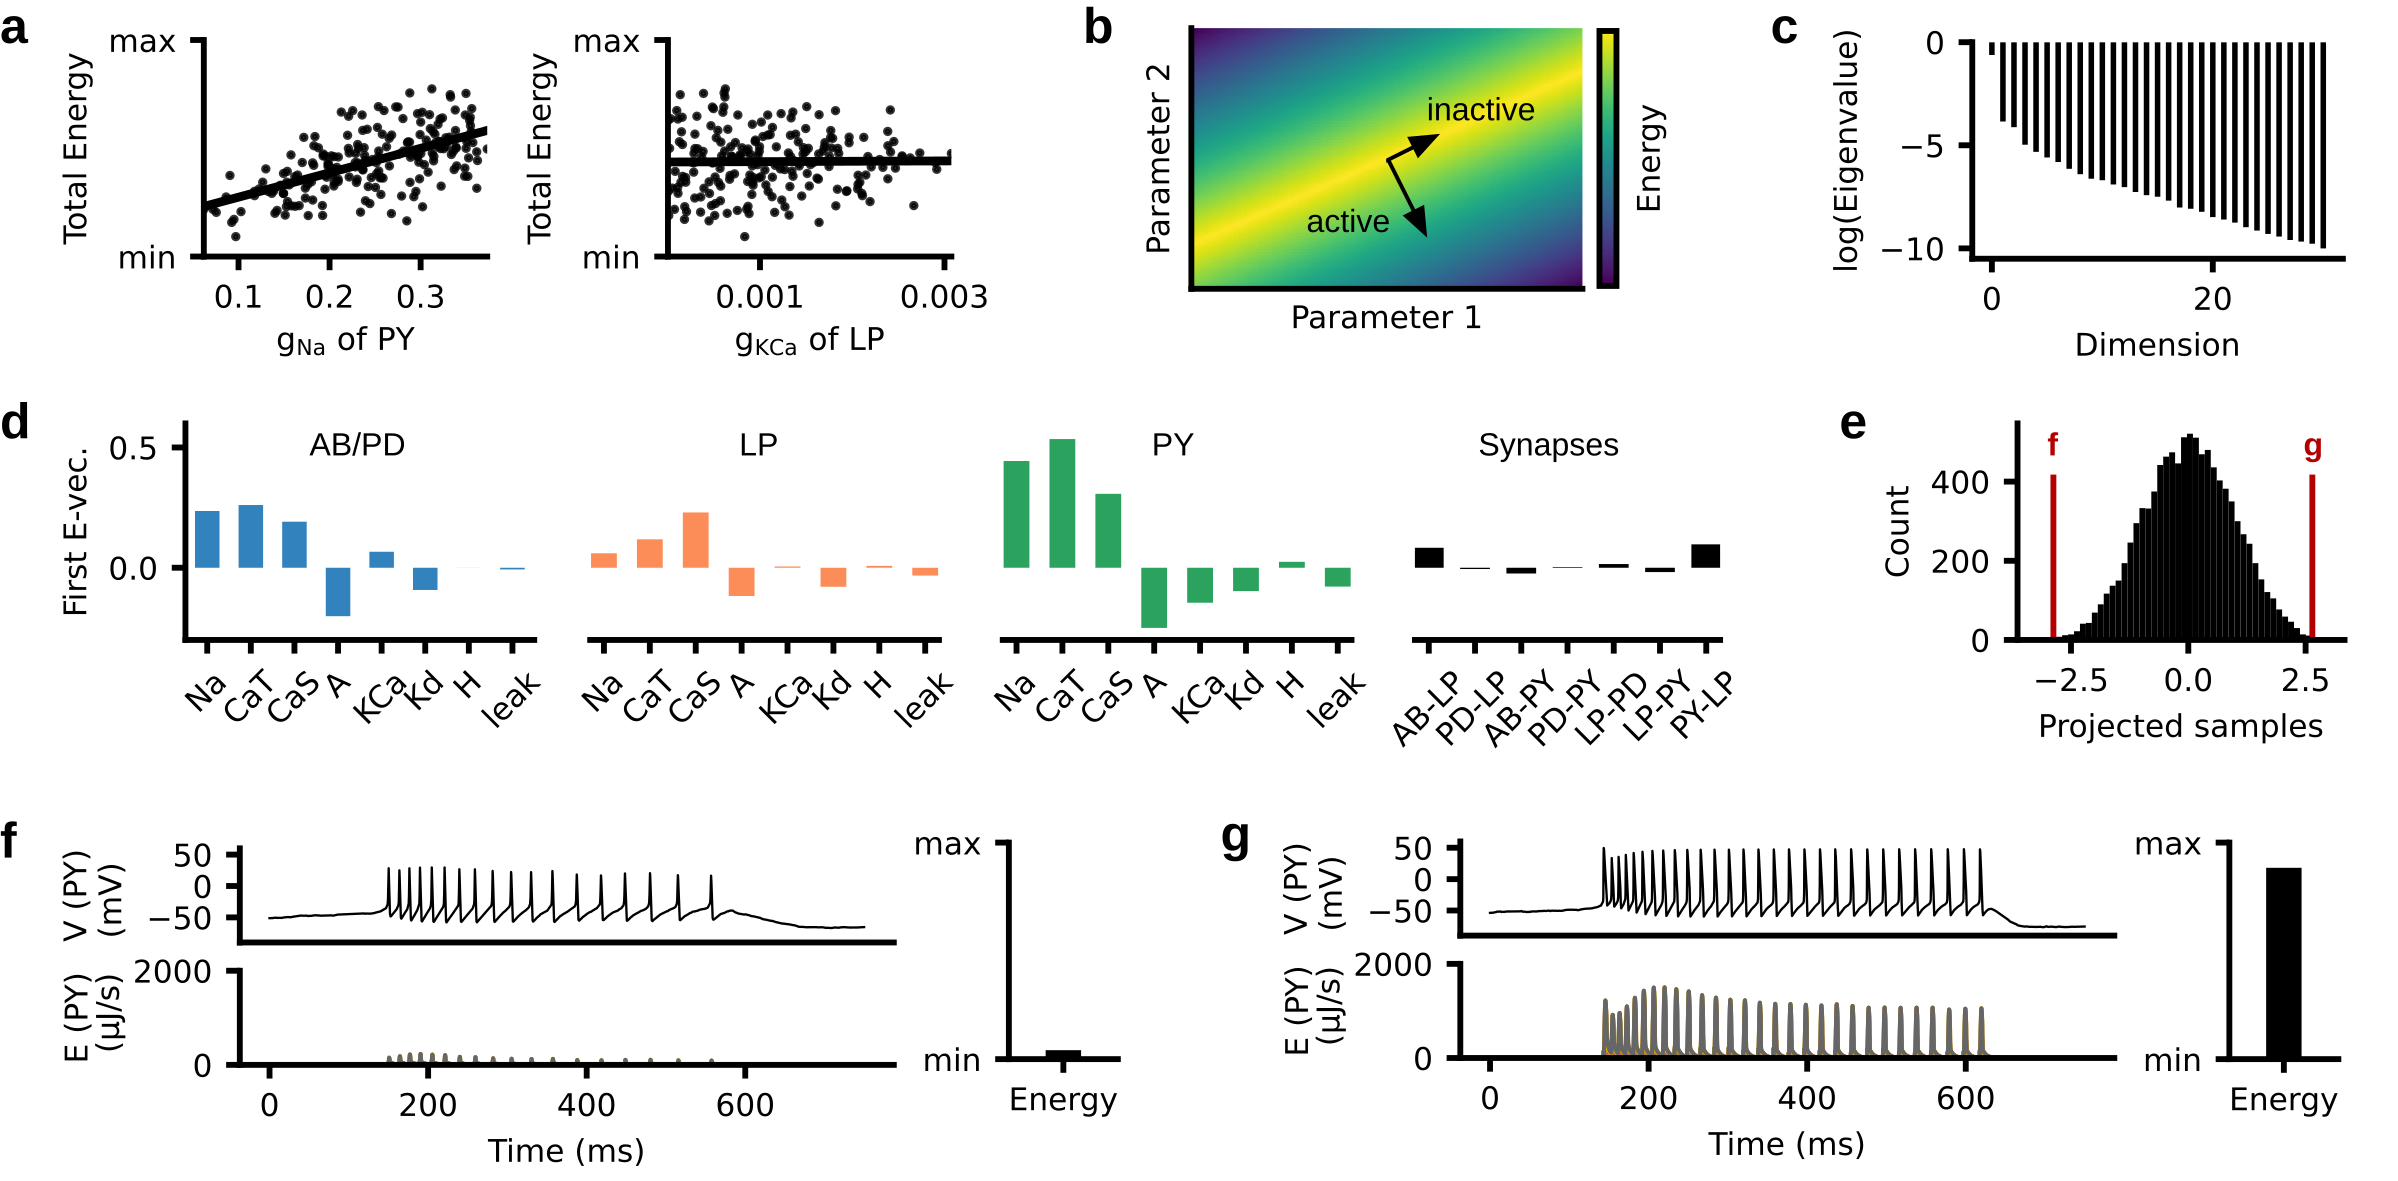 a
max
Total Energy
min
0.1 0.2 0.3
gNa of PY
max
Total Energy
min
0.001 0.003
gKCa of LP
b
Parameter 2
inactive
active
Parameter 1
Energy
c
log(Eigenvalue)
0
−5
−10
0 20
Dimension
d
First E-vec.
0.5
0.0
AB/PD
Na CaT CaS A KCa Kd H leak
LP
Na CaT CaS A KCa Kd H leak
PY
Na CaT CaS A KCa Kd H leak
Synapses
AB-LP PD-LP AB-PY PD-PY LP-PD LP-PY PY-LP
e
f g
Count
400
200
0
−2.5 0.0 2.5
Projected samples
f
V (PY)
(mV)
50
0
−50
E (PY)
(μJ/s)
2000
0
0 200 400 600
Time (ms)
max
min
Energy
g
V (PY)
(mV)
50
0
−50
E (PY)
(μJ/s)
2000
0
0 200 400 600
Time (ms)
max
min
Energy